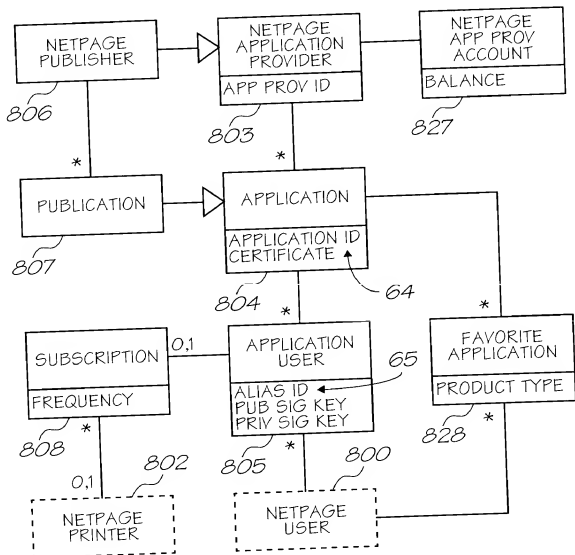 NETPAGE
PUBLISHER
806
NETPAGE
APPLICATION
PROVIDER
APP PROV ID
803
NETPAGE
APP PROV
ACCOUNT
BALANCE
827
*
*
PUBLICATION
807
APPLICATION
APPLICATION ID
CERTIFICATE
804
64
*
*
SUBSCRIPTION
FREQUENCY
808
0,1
APPLICATION
USER
ALIAS ID
PUB SIG KEY
PRIV SIG KEY
805
65
FAVORITE
APPLICATION
PRODUCT TYPE
828
*
*
*
0,1
802
800
NETPAGE
PRINTER
NETPAGE
USER